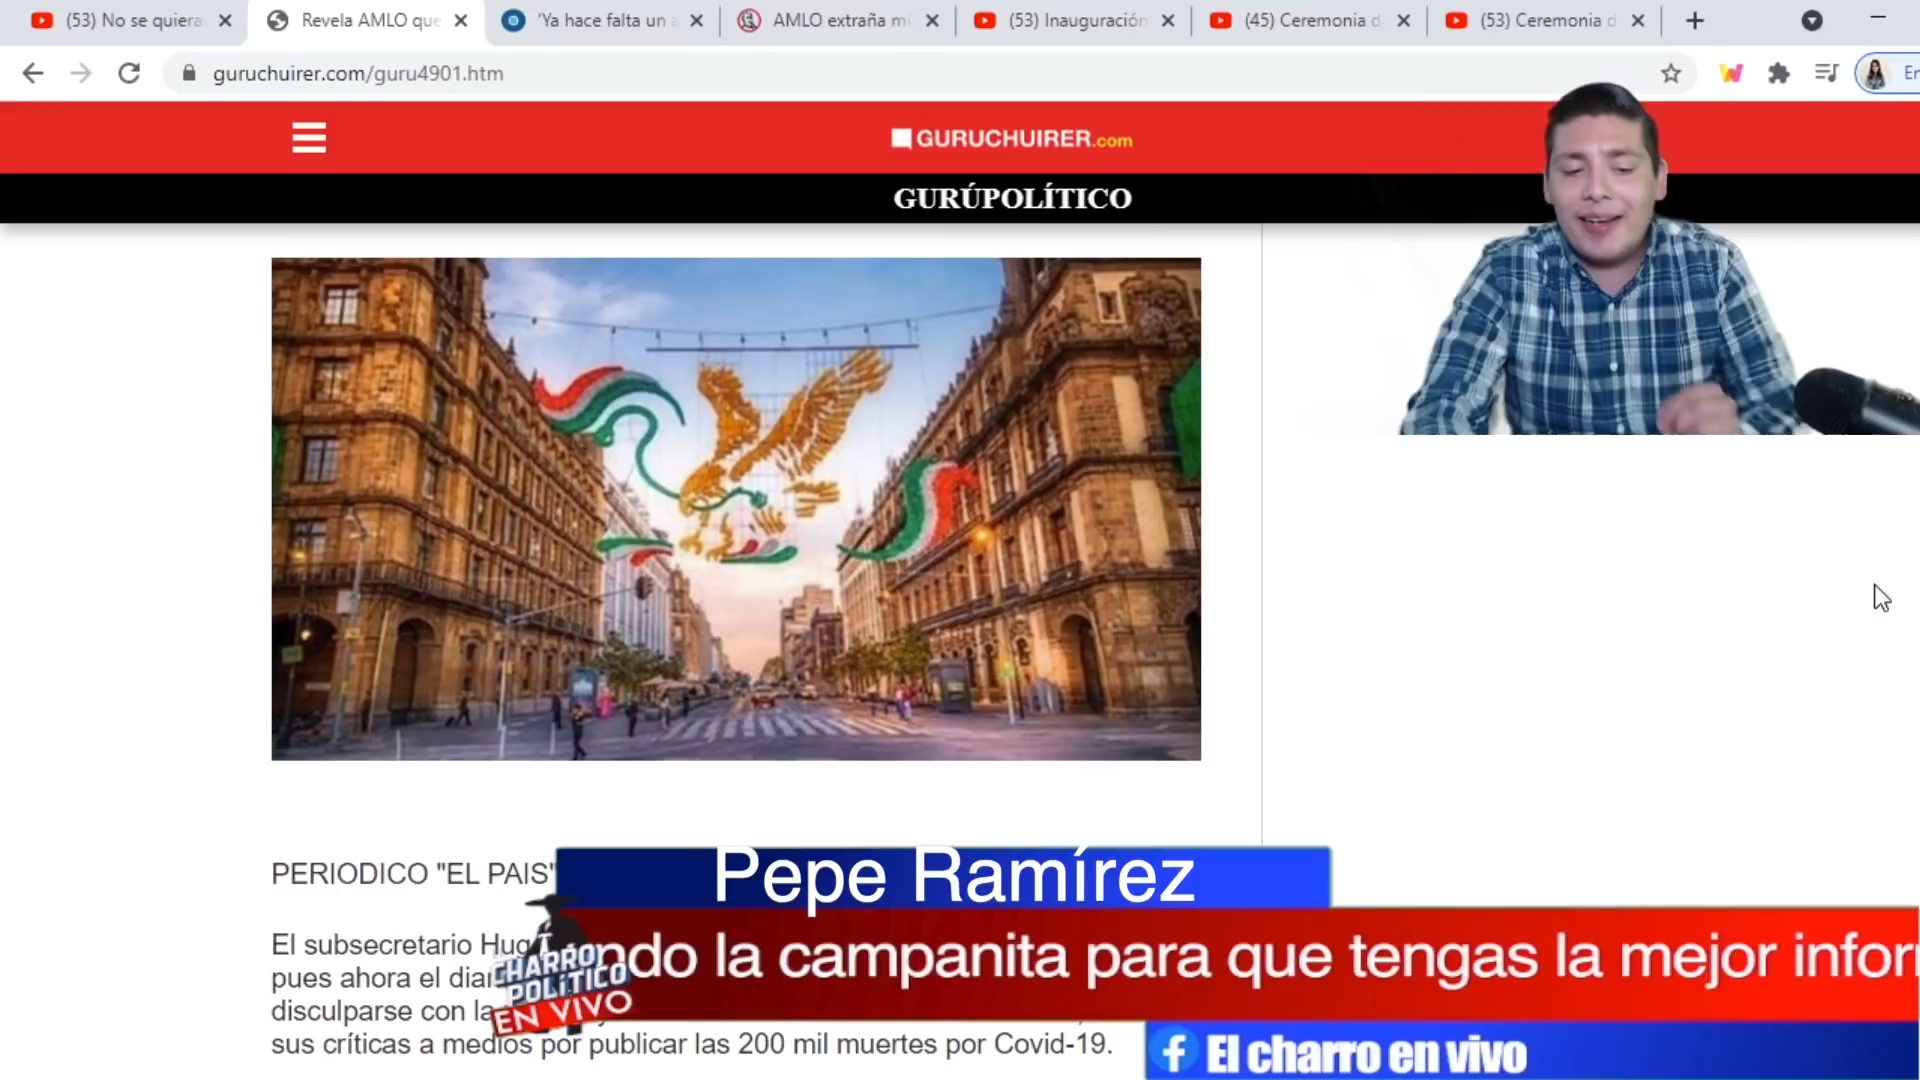 (53) No se quiera
Revela AMLO que
'Ya hace falta un a
AMLO extraña m
(53) Inauguración
(45) Ceremonia d
(53) Ceremonia d
guruchuirer.com/guru4901.htm
En
GURUCHUIRER.com
GURÚPOLÍTICO
PERIODICO "EL PAIS"
Pepe Ramírez
El subsecretario Hug
ndo la campanita para que tengas la mejor infor
pues ahora el diar
disculparse con la
CHARRO
POLÍTICO
EN VIVO
sus críticas a medios por publicar las 200 mil muertes por Covid-19.
El charro en vivo